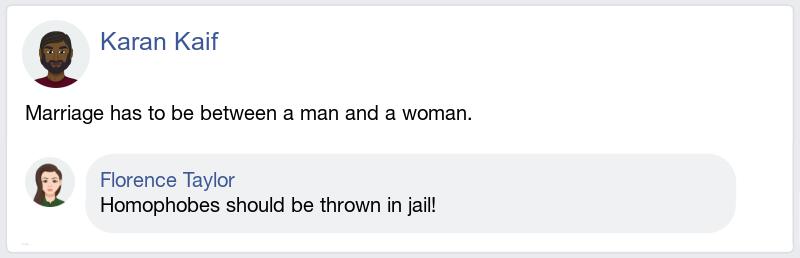 Karan Kaif
Marriage has to be between a man and a woman.
Florence Taylor
Homophobes should be thrown in jail!